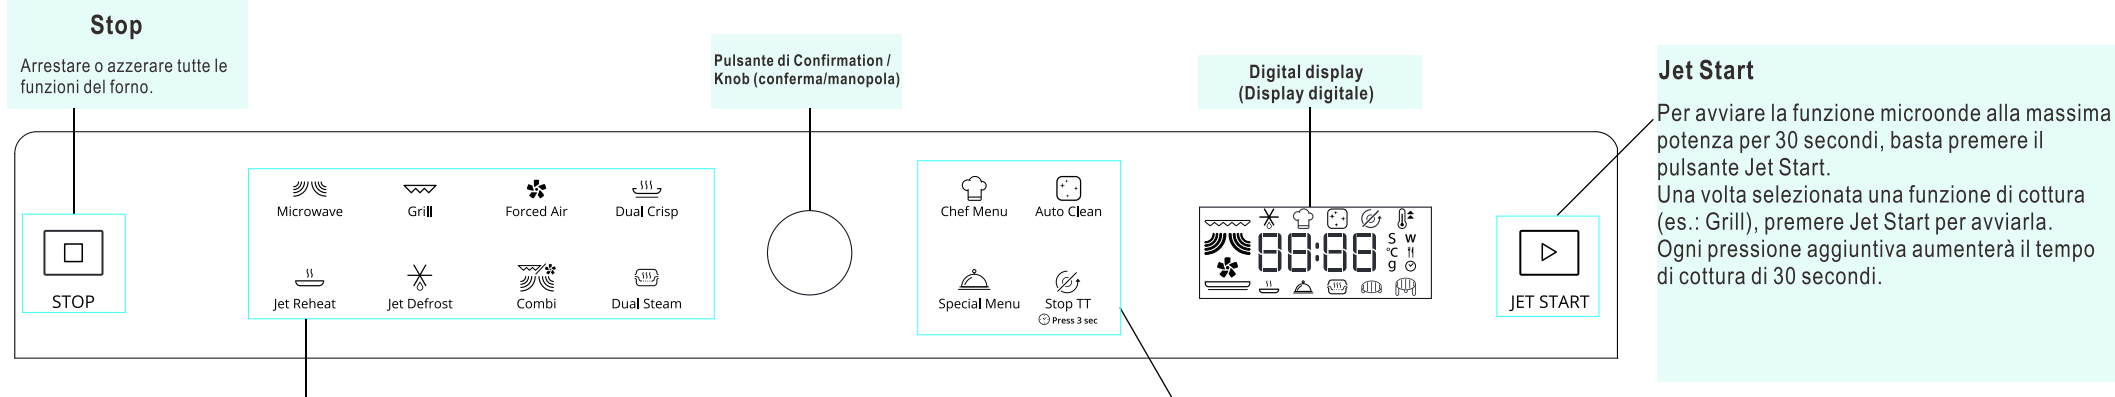 Stop
Arrestare o azzerare tutte le
funzioni del forno.
Pulsante di Confirmation /
Knob (conferma/manopola)
Digital display
(Display digitale)
Jet Start
Per avviare la funzione microonde alla massima
potenza per 30 secondi, basta premere il
pulsante Jet Start.
Una volta selezionata una funzione di cottura
(es.: Grill), premere Jet Start per avviarla.
Ogni pressione aggiuntiva aumenterà il tempo
di cottura di 30 secondi.
STOP
Microwave
Grill
Forced Air
Dual Crisp
Jet Reheat
Jet Defrost
Combi
Dual Steam
Chef Menu
Auto Clean
Special Menu
Stop TT
Press 3 sec
88:88
S W
°C
g
JET START